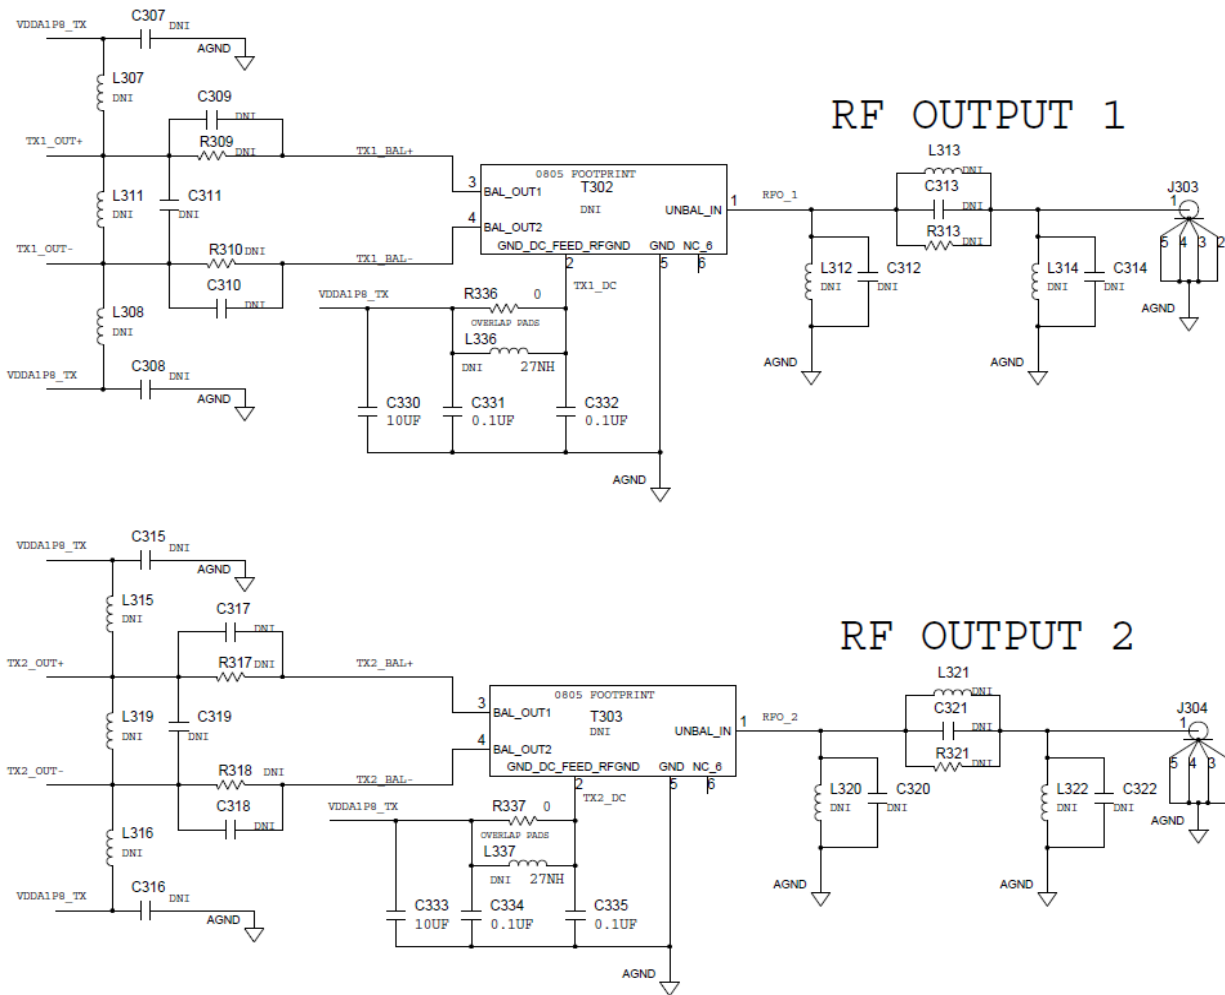 VDDA1P8_TX
C307
DNI
AGND
L307
DNI
C309
DNI
TX1_OUT+
R309
DNI
TX1_BAL+
L311
DNI
C311
DNI
TX1_OUT-
R310
DNI
TX1_BAL-
C310
DNI
L308
DNI
VDDA1P8_TX
C308
DNI
AGND
0805 FOOTPRINT
T302
DNI
3
BAL_OUT1
4
BAL_OUT2
UNBAL_IN
1
GND_DC_FEED_RFGND
GND
NC_6
2
5
6
TX1_DC
VDDA1P8_TX
R336
0
OVERLAP PADS
L336
DNI
27NH
C330
10UF
C331
0.1UF
C332
0.1UF
AGND
RF OUTPUT 1
RFO_1
L313
DNI
C313
DNI
R313
DNI
L312
DNI
C312
DNI
AGND
L314
DNI
C314
DNI
AGND
J303
1
5
4
3
2
AGND
VDDA1P8_TX
C315
DNI
AGND
L315
DNI
C317
DNI
TX2_OUT+
R317
DNI
TX2_BAL+
L319
DNI
C319
DNI
TX2_OUT-
R318
DNI
TX2_BAL-
C318
DNI
L316
DNI
VDDA1P8_TX
C316
DNI
AGND
0805 FOOTPRINT
T303
DNI
3
BAL_OUT1
4
BAL_OUT2
UNBAL_IN
1
GND_DC_FEED_RFGND
GND
NC_6
2
5
6
TX2_DC
VDDA1P8_TX
R337
0
OVERLAP PADS
L337
DNI
27NH
C333
10UF
C334
0.1UF
C335
0.1UF
AGND
RF OUTPUT 2
RFO_2
L321
DNI
C321
DNI
R321
DNI
L320
DNI
C320
DNI
AGND
L322
DNI
C322
DNI
AGND
J304
1
5
4
3
AGND